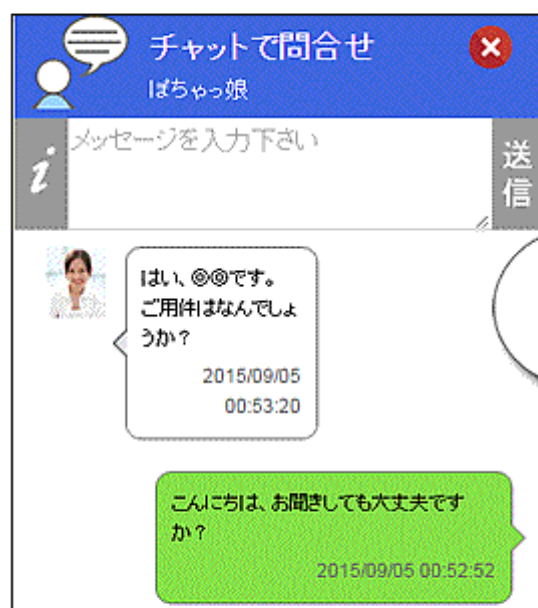 チャットで問合せ
ぽちゃっ娘
i
メッセージを入力下さい
送
信
はい、◎◎です。
ご用件はなんでしょ
うか？
2015/09/05
00:53:20
こんにちは、お聞きしても大丈夫です
か？
2015/09/05 00:52:52